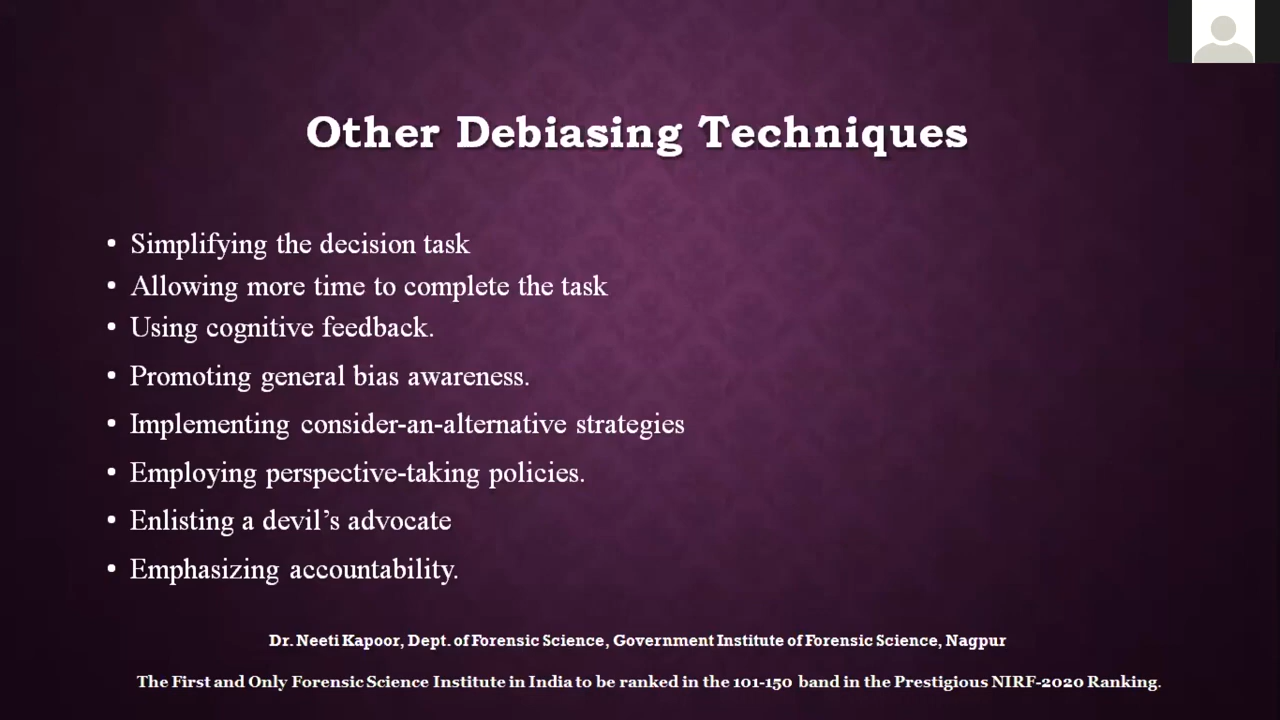 Other Debiasing Techniques
• Simplifying the decision task
• Allowing more time to complete the task
• Using cognitive feedback.
• Promoting general bias awareness.
• Implementing consider-an-alternative strategies
• Employing perspective-taking policies.
• Enlisting a devil’s advocate
• Emphasizing accountability.
Dr. Neeti Kapoor, Dept. of Forensic Science, Government Institute of Forensic Science, Nagpur
The First and Only Forensic Science Institute in India to be ranked in the 101-150 band in the Prestigious NIRF-2020 Ranking.